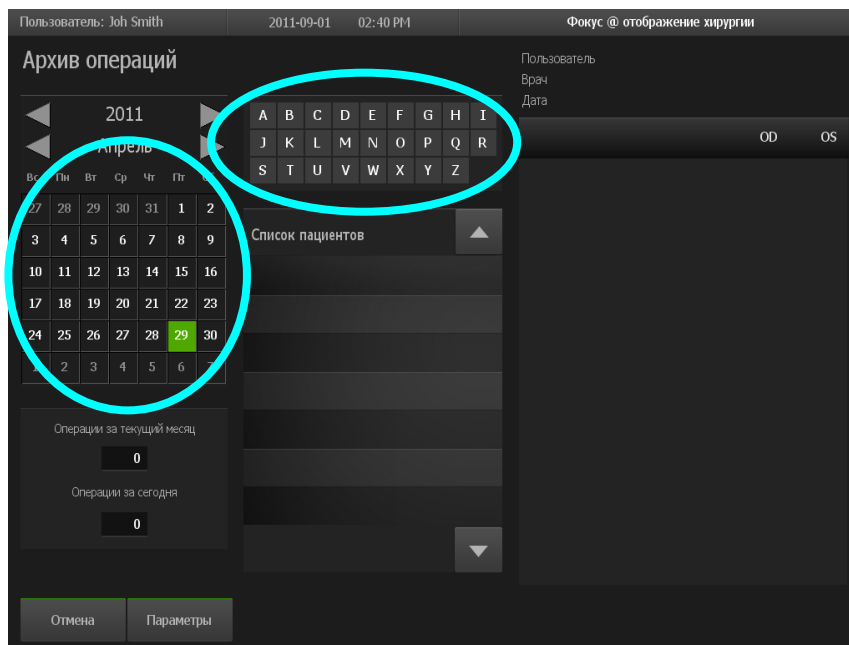 Пользователь: Joh Smith 2011-09-01 02:40 PM Фокус @ отображение хирургии
Архив операций
Пользователь
Врач
Дата
2011
Апрель
OD OS
A B C D E F G H I
J K L M N O P Q R
S T U V W X Y Z
Вс Пн Вт Ср Чт Пт
27 28 29 30 31 1 2
3 4 5 6 7 8 9
10 11 12 13 14 15 16
17 18 19 20 21 22 23
24 25 26 27 28 29 30
1 2 3 4 5 6 7
Список пациентов
Операции за текущий месяц
0
Операции за сегодня
0
Отмена Параметры